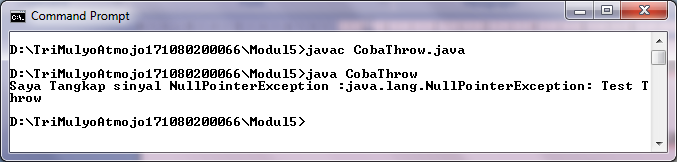 Command Prompt
D:\TriMulyoAtmojo171080200066\Modul5>javac CobaThrow.java
D:\TriMulyoAtmojo171080200066\Modul5>java CobaThrow
Saya Tangkap sinyal NullPointerException :java.lang.NullPointerException: Test T
hrow
D:\TriMulyoAtmojo171080200066\Modul5>